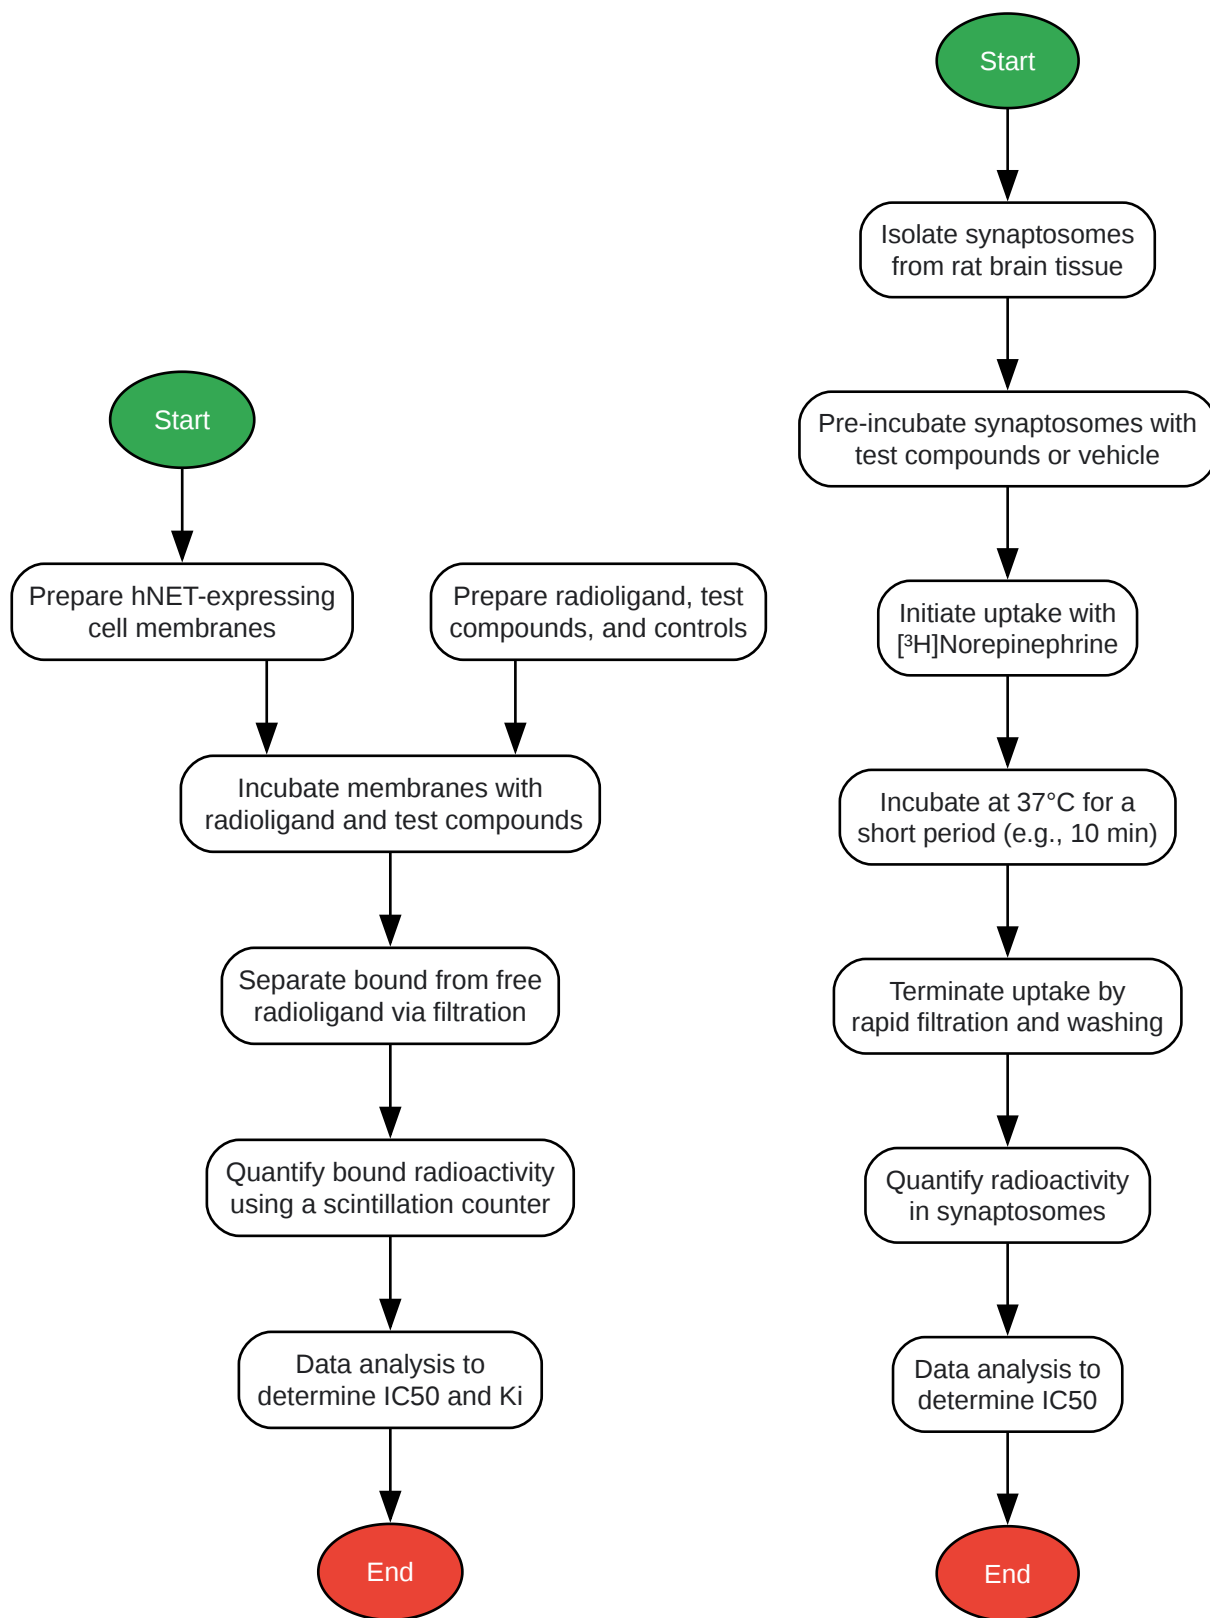 Start
Prepare hNET-expressing
cell membranes
Prepare radioligand, test
compounds, and controls
Incubate membranes with
radioligand and test compounds
Separate bound from free
radioligand via filtration
Quantify bound radioactivity
using a scintillation counter
Data analysis to
determine IC50 and Ki
End
Start
Isolate synaptosomes
from rat brain tissue
Pre-incubate synaptosomes with
test compounds or vehicle
Initiate uptake with
[³H]Norepinephrine
Incubate at 37°C for a
short period (e.g., 10 min)
Terminate uptake by
rapid filtration and washing
Quantify radioactivity
in synaptosomes
Data analysis to
determine IC50
End